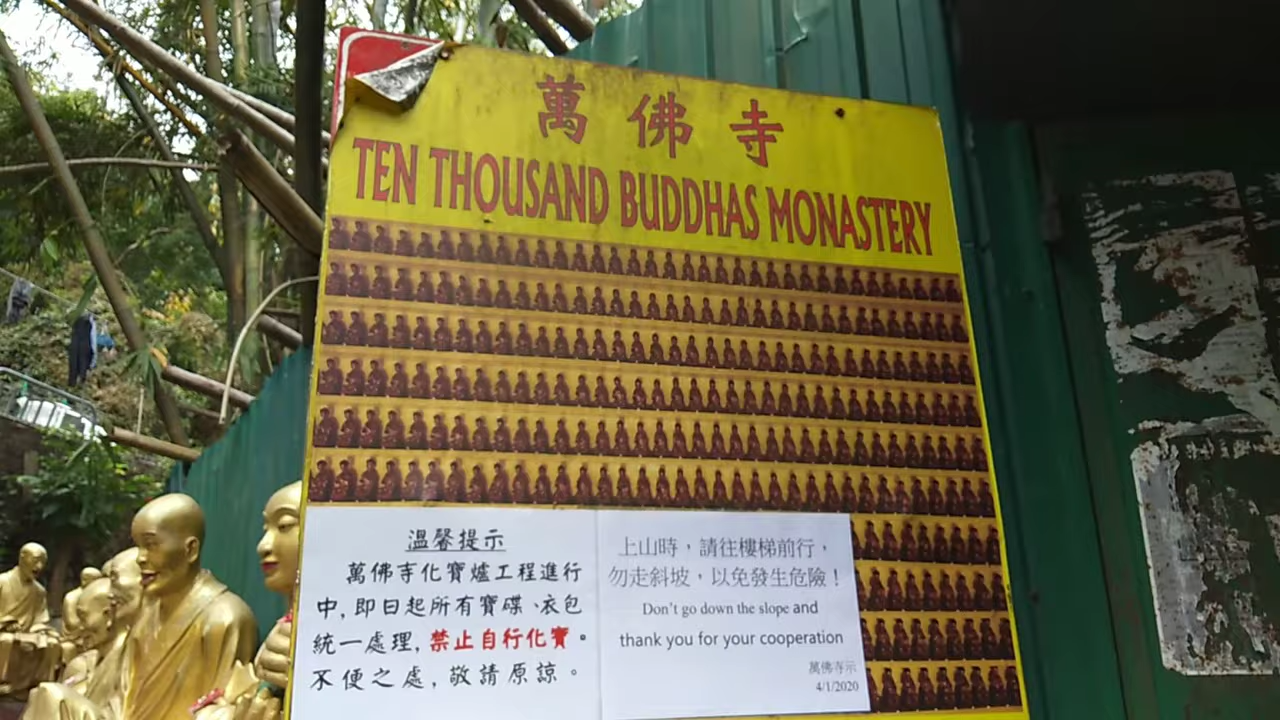 萬佛寺
TEN THOUSAND BUDDHAS MONASTERY
溫馨提示
萬佛寺化寶爐工程進行
中,即日起所有寶碟、衣包
統一處理,禁止自行化寶。
不便之處,敬請原諒。
上山時，請往樓梯前行，
勿走斜坡，以免發生危險！
Don't go down the slope and
thank you for your cooperation
萬佛寺示
4/1/2020